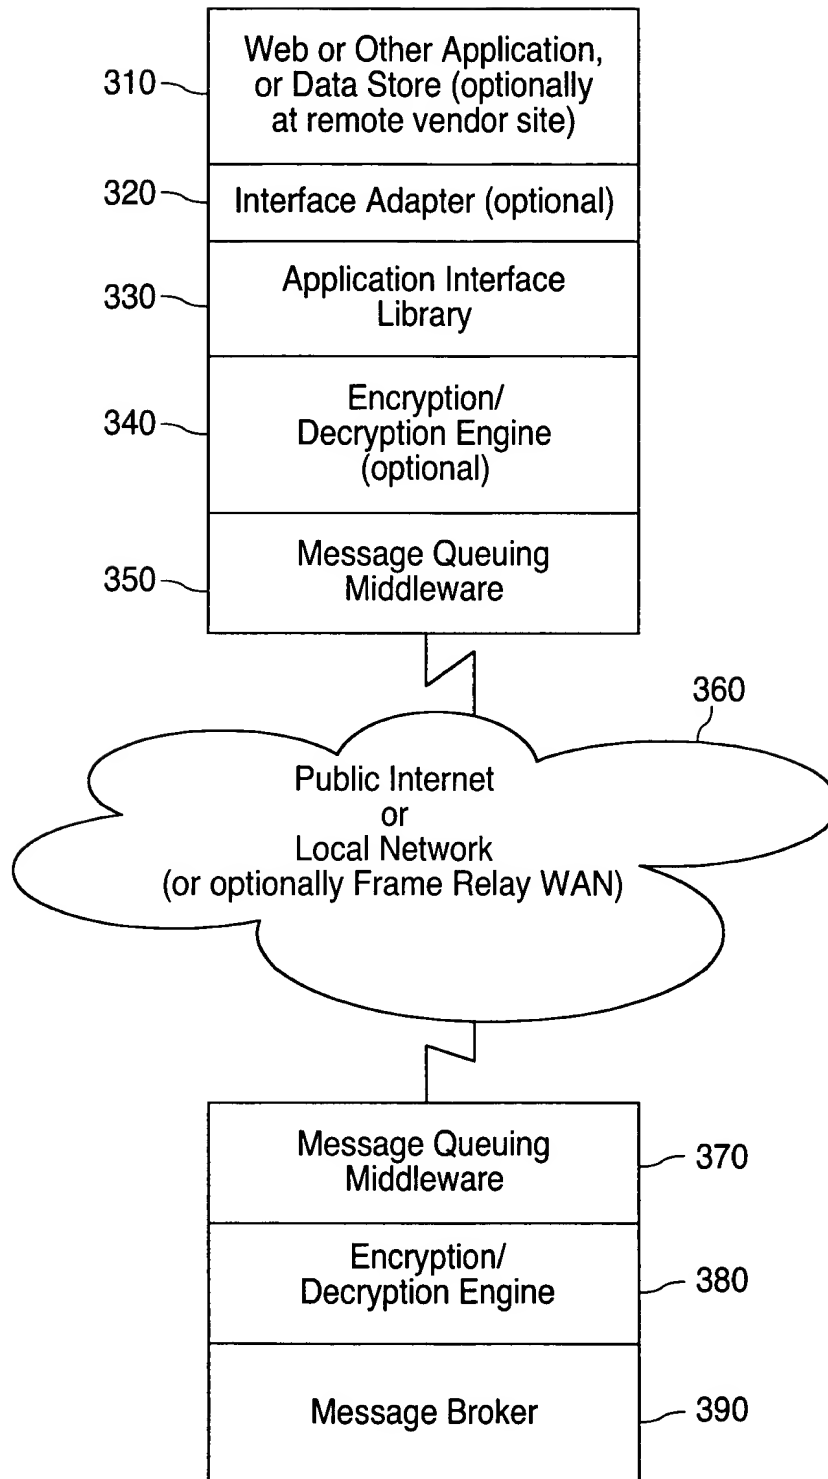 Web or Other Application,
or Data Store (optionally
at remote vendor site)
310
320
Interface Adapter (optional)
Application Interface
Library
330
Encryption/
Decryption Engine
(optional)
340
Message Queuing
Middleware
350
360
Public Internet
or
Local Network
(or optionally Frame Relay WAN)
Message Queuing
Middleware
370
Encryption/
Decryption Engine
380
Message Broker
390